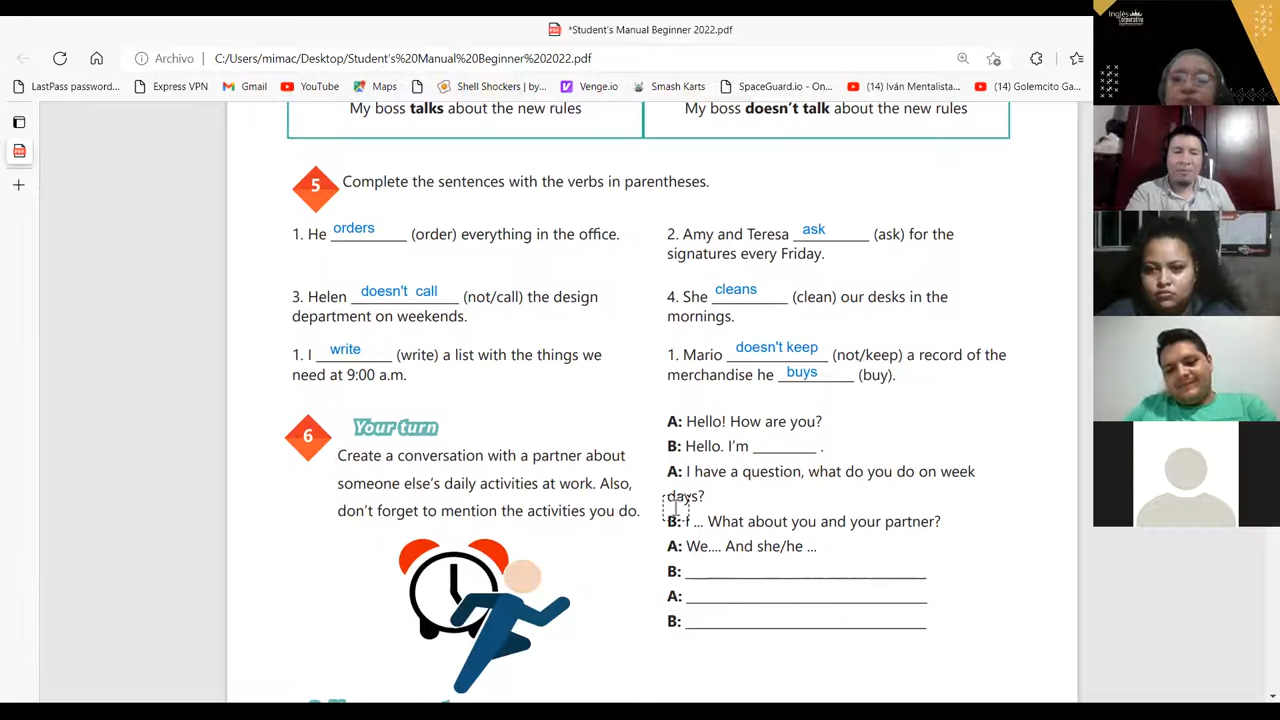 *Student's Manual Beginner 2022.pdf
Archivo C:/Users/mimac/Desktop/Student's%20Manual%20Beginner%202022.pdf
LastPass password... Express VPN Gmail YouTube Maps Shell Shockers | by... Venge.io Smash Karts SpaceGuard.io - On... (14) Iván Mentalista... (14) Golemcito Ga...
Inglés
Corporativo
My boss talks about the new rules
My boss doesn't talk about the new rules
5 Complete the sentences with the verbs in parentheses.
1. He orders (order) everything in the office.
2. Amy and Teresa ask (ask) for the
signatures every Friday.
3. Helen doesn't call (not/call) the design
department on weekends.
4. She cleans (clean) our desks in the
mornings.
1. I write (write) a list with the things we
need at 9:00 a.m.
1. Mario doesn't keep (not/keep) a record of the
merchandise he buys (buy).
6 Your turn
Create a conversation with a partner about
someone else's daily activities at work. Also,
don't forget to mention the activities you do.
A: Hello! How are you?
B: Hello. I'm ________ .
A: I have a question, what do you do on week
days?
B: I ... What about you and your partner?
A: We.... And she/he ...
B: ______________________________
A: ______________________________
B: ______________________________